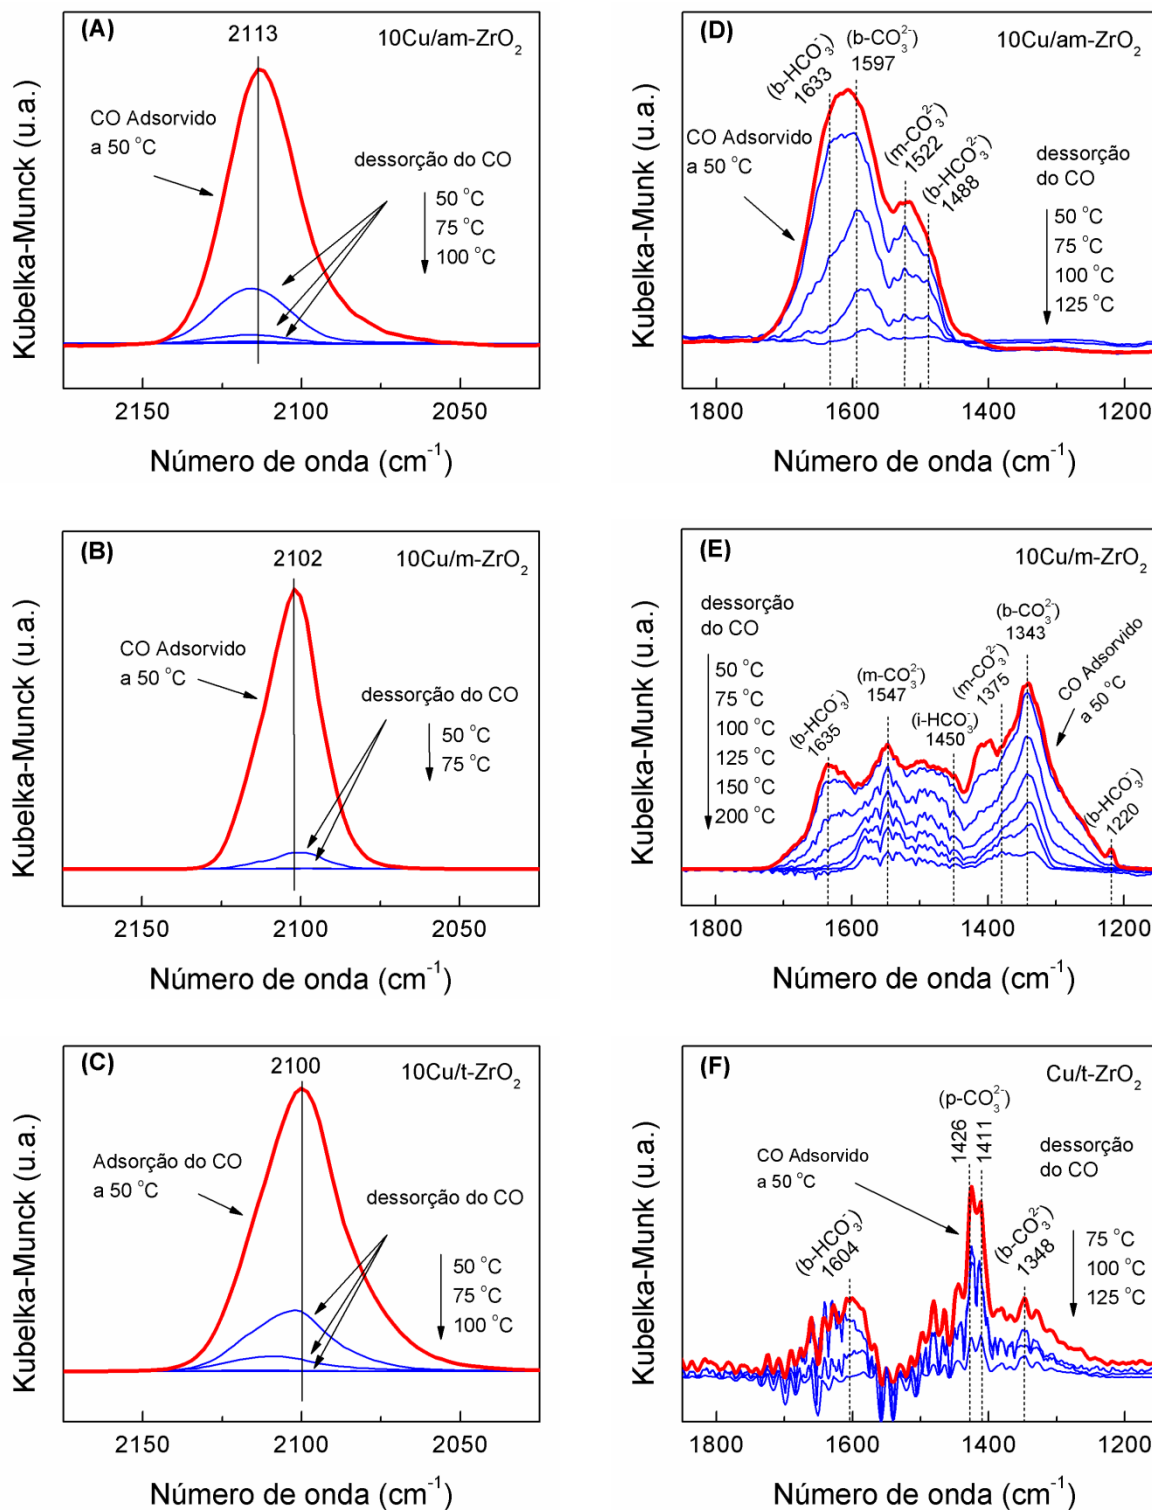 (A)
2113
10Cu/am-ZrO2
CO Adsorvido
a 50 °C
dessorção do CO
50 °C
75 °C
100 °C
Kubelka-Munck (u.a.)
2150 2100 2050
Número de onda (cm-1)
(D)
10Cu/am-ZrO2
(b-HCO3-)
1633
(b-CO32-)
1597
(m-CO32-)
1522
(b-HCO32-)
1488
CO Adsorvido
a 50 °C
dessorção
do CO
50 °C
75 °C
100 °C
125 °C
Kubelka-Munk (u.a.)
1800 1600 1400 1200
Número de onda (cm-1)
(B)
2102
10Cu/m-ZrO2
CO Adsorvido
a 50 °C
dessorção do CO
50 °C
75 °C
Kubelka-Munck (u.a.)
2150 2100 2050
Número de onda (cm-1)
(E)
10Cu/m-ZrO2
dessorção
do CO
50 °C
75 °C
100 °C
125 °C
150 °C
200 °C
(b-HCO3-)
1635
(m-CO32-)
1547
(i-HCO3-)
1450
(m-CO32-)
1375
(b-CO32-)
1343
CO Adsorvido
a 50 °C
(b-HCO3-)
1220
Kubelka-Munk (u.a.)
1800 1600 1400 1200
Número de onda (cm-1)
(C)
2100
10Cu/t-ZrO2
Adsorção do CO
a 50 °C
dessorção do CO
50 °C
75 °C
100 °C
Kubelka-Munck (u.a.)
2150 2100 2050
Número de onda (cm-1)
(F)
Cu/t-ZrO2
(p-CO32-)
1426
1411
CO Adsorvido
a 50 °C
dessorção
do CO
(b-HCO3-)
1604
(b-CO32-)
1348
75 °C
100 °C
125 °C
Kubelka-Munk (u.a.)
1800 1600 1400 1200
Número de onda (cm-1)